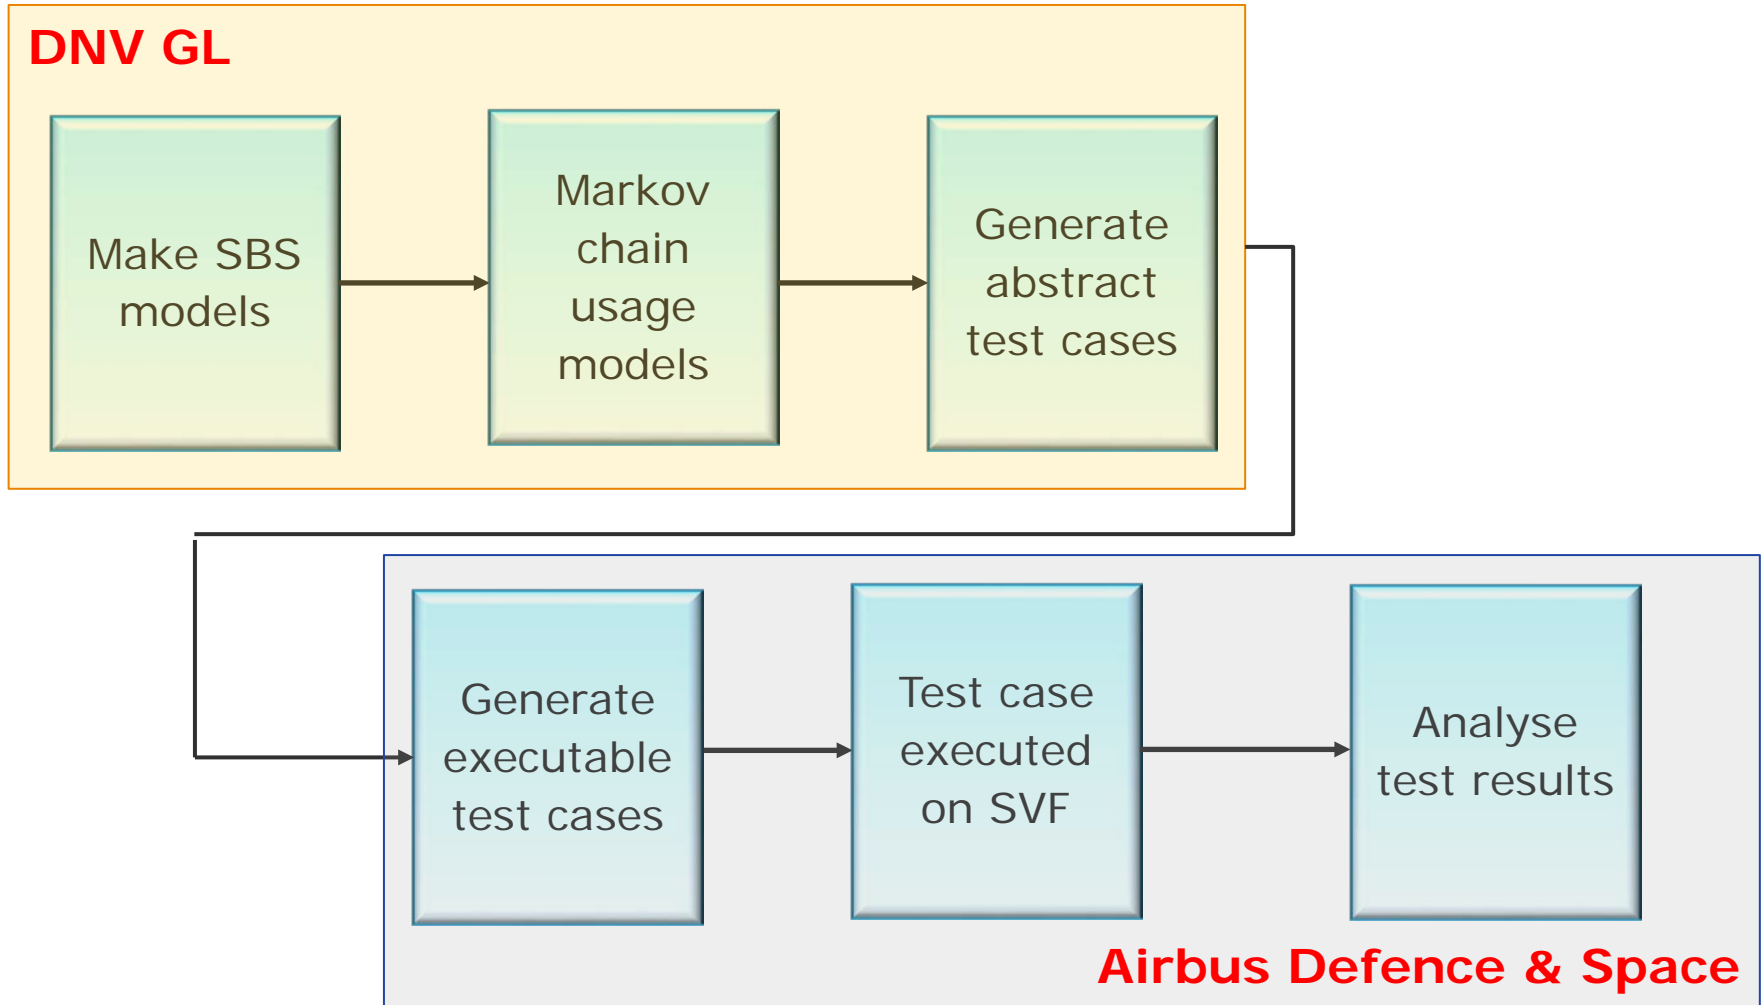 DNV GL
Make SBS
models
Markov
chain
usage
models
Generate
abstract
test cases
Generate
executable
test cases
Test case
executed
on SVF
Analyse
test results
Airbus Defence & Space